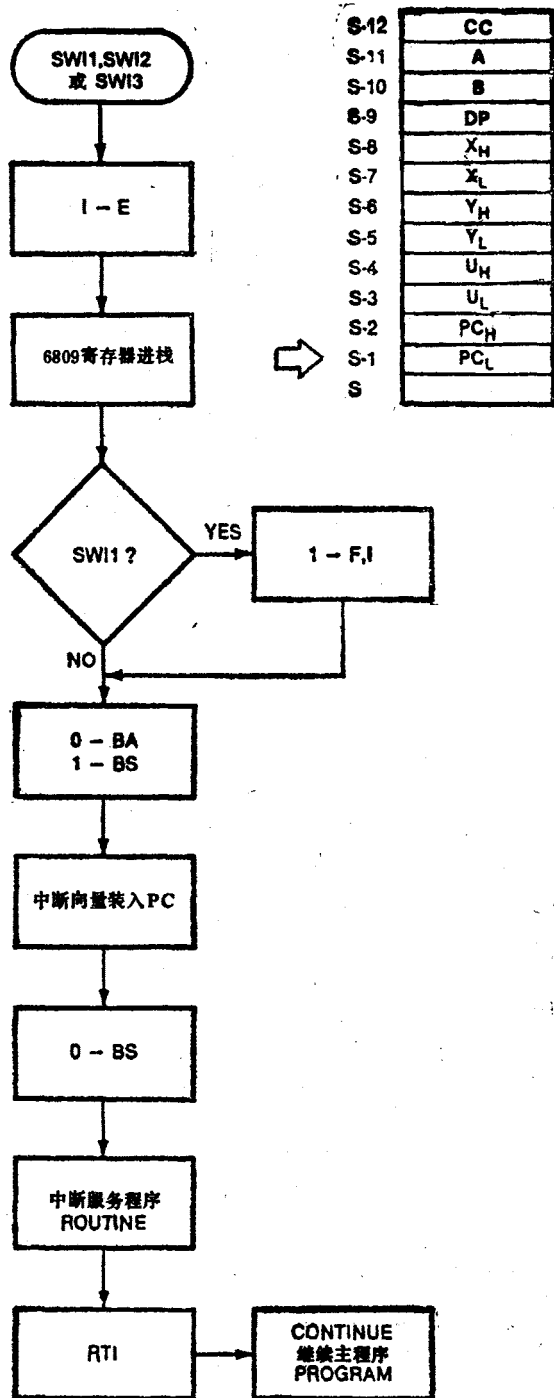 SWI1,SWI2
或 SWI3
I – E
6809寄存器进栈
SWI1 ?
YES
1 – F,I
NO
0 – BA
1 – BS
中断向量装入PC
0 – BS
中断服务程序
ROUTINE
RTI
CONTINUE
继续主程序
PROGRAM
S-12 CC
S-11 A
S-10 B
S-9 DP
S-8 XH
S-7 XL
S-6 YH
S-5 YL
S-4 UH
S-3 UL
S-2 PCH
S-1 PCL
S